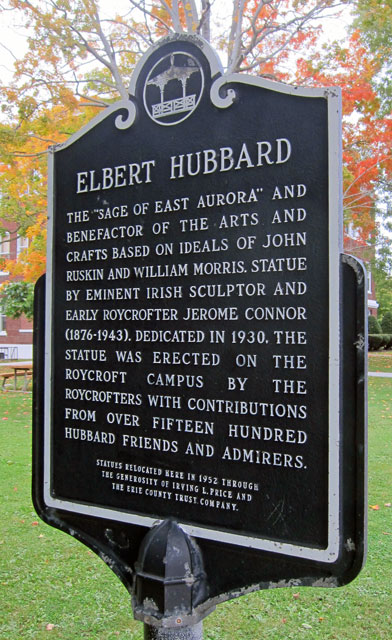 ELBERT HUBBARD
THE "SAGE OF EAST AURORA" AND
BENEFACTOR OF THE ARTS AND
CRAFTS BASED ON IDEALS OF JOHN
RUSKIN AND WILLIAM MORRIS. STATUE
BY EMINENT IRISH SCULPTOR AND
EARLY ROYCROFTER JEROME CONNOR
(1876-1943). DEDICATED IN 1930, THE
STATUE WAS ERECTED ON THE
ROYCROFT CAMPUS BY THE
ROYCROFTERS WITH CONTRIBUTIONS
FROM OVER FIFTEEN HUNDRED
HUBBARD FRIENDS AND ADMIRERS.
STATUES RELOCATED HERE IN 1952 THROUGH
THE GENEROSITY OF IRVING L. PRICE AND
THE ERIE COUNTY TRUST COMPANY.